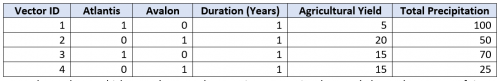 Vector ID Atlantis Avalon Duration (Years) Agricultural Yield Total Precipitation
1 1 0 1 5 100
2 0 1 1 20 50
3 1 0 1 15 70
4 0 1 1 15 25